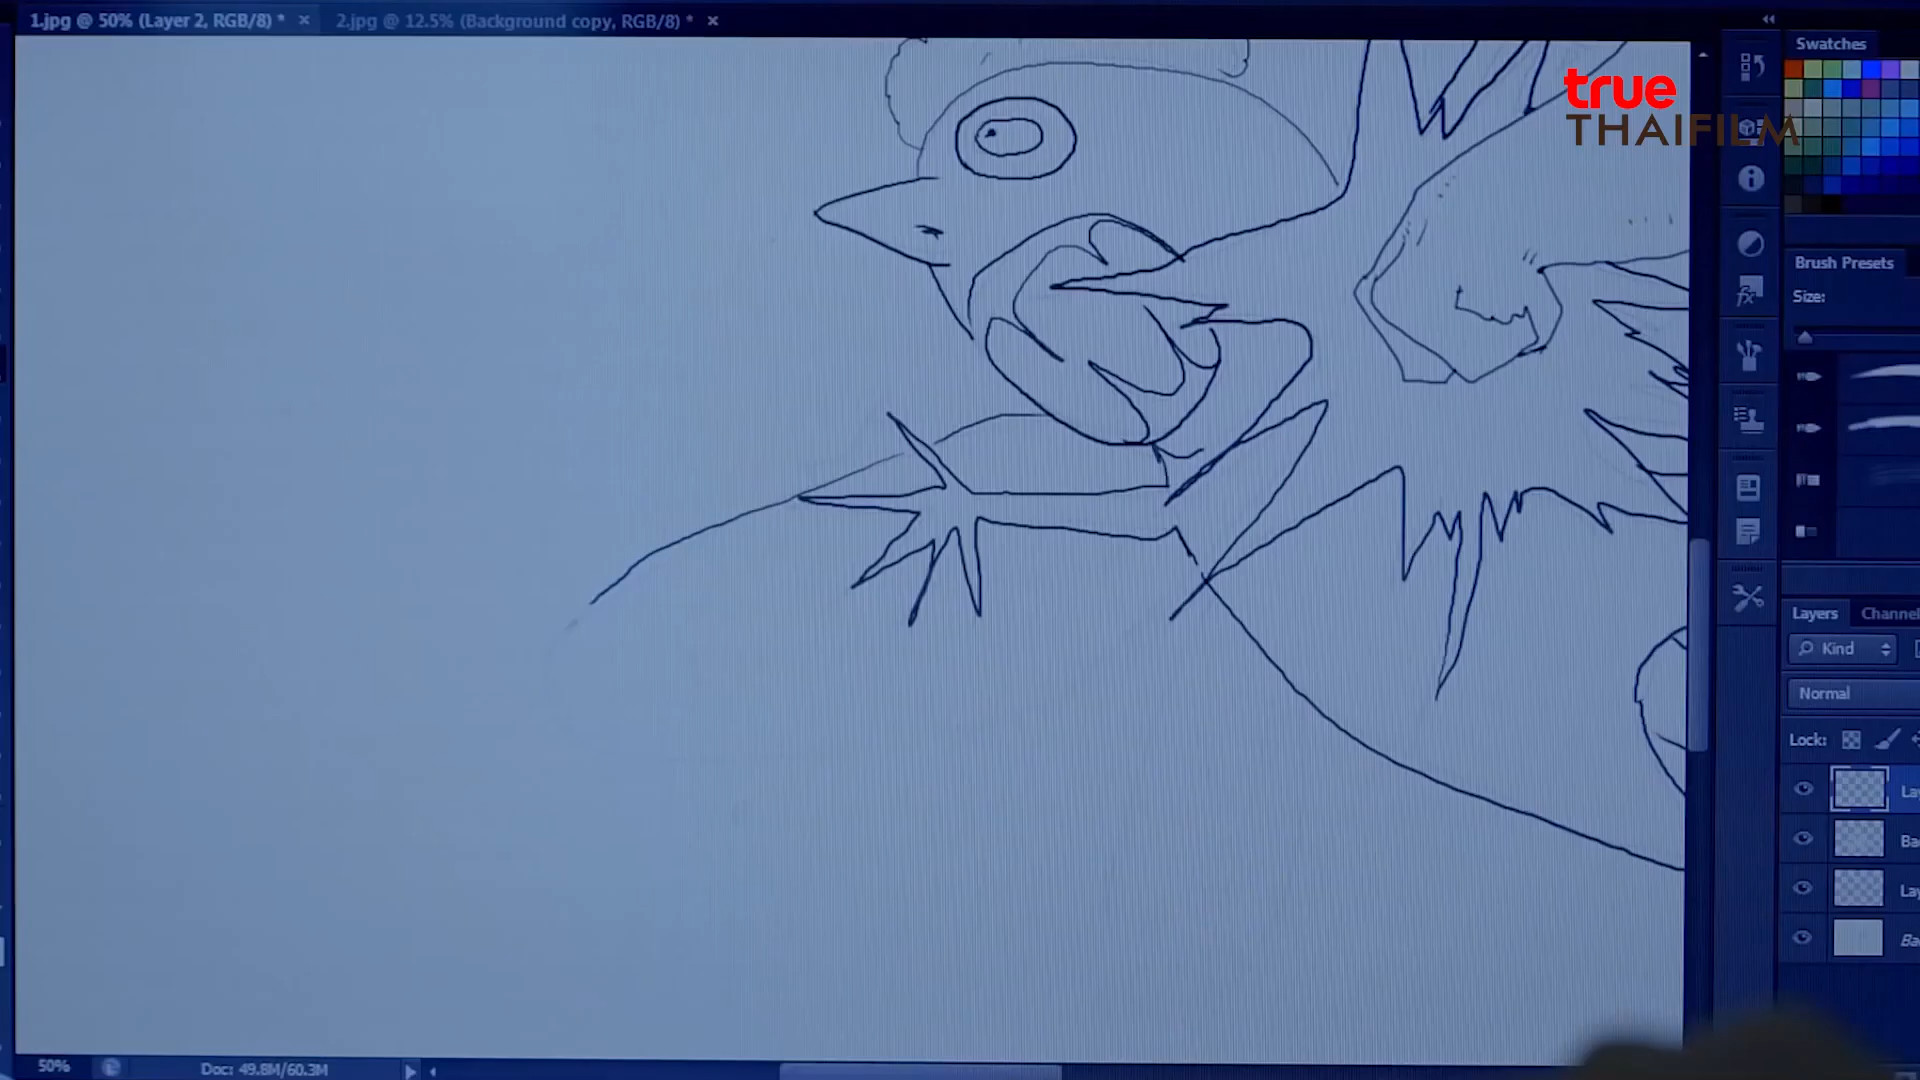 1.jpg @ 50% (Layer 2, RGB/8) *
2.jpg @ 12.5% (Background copy, RGB/8) *
Swatches
true
THAIFILM
Brush Presets
Size:
Layers
Channel
Kind
Normal
Lock:
50%
Doc: 49.8M/60.3M